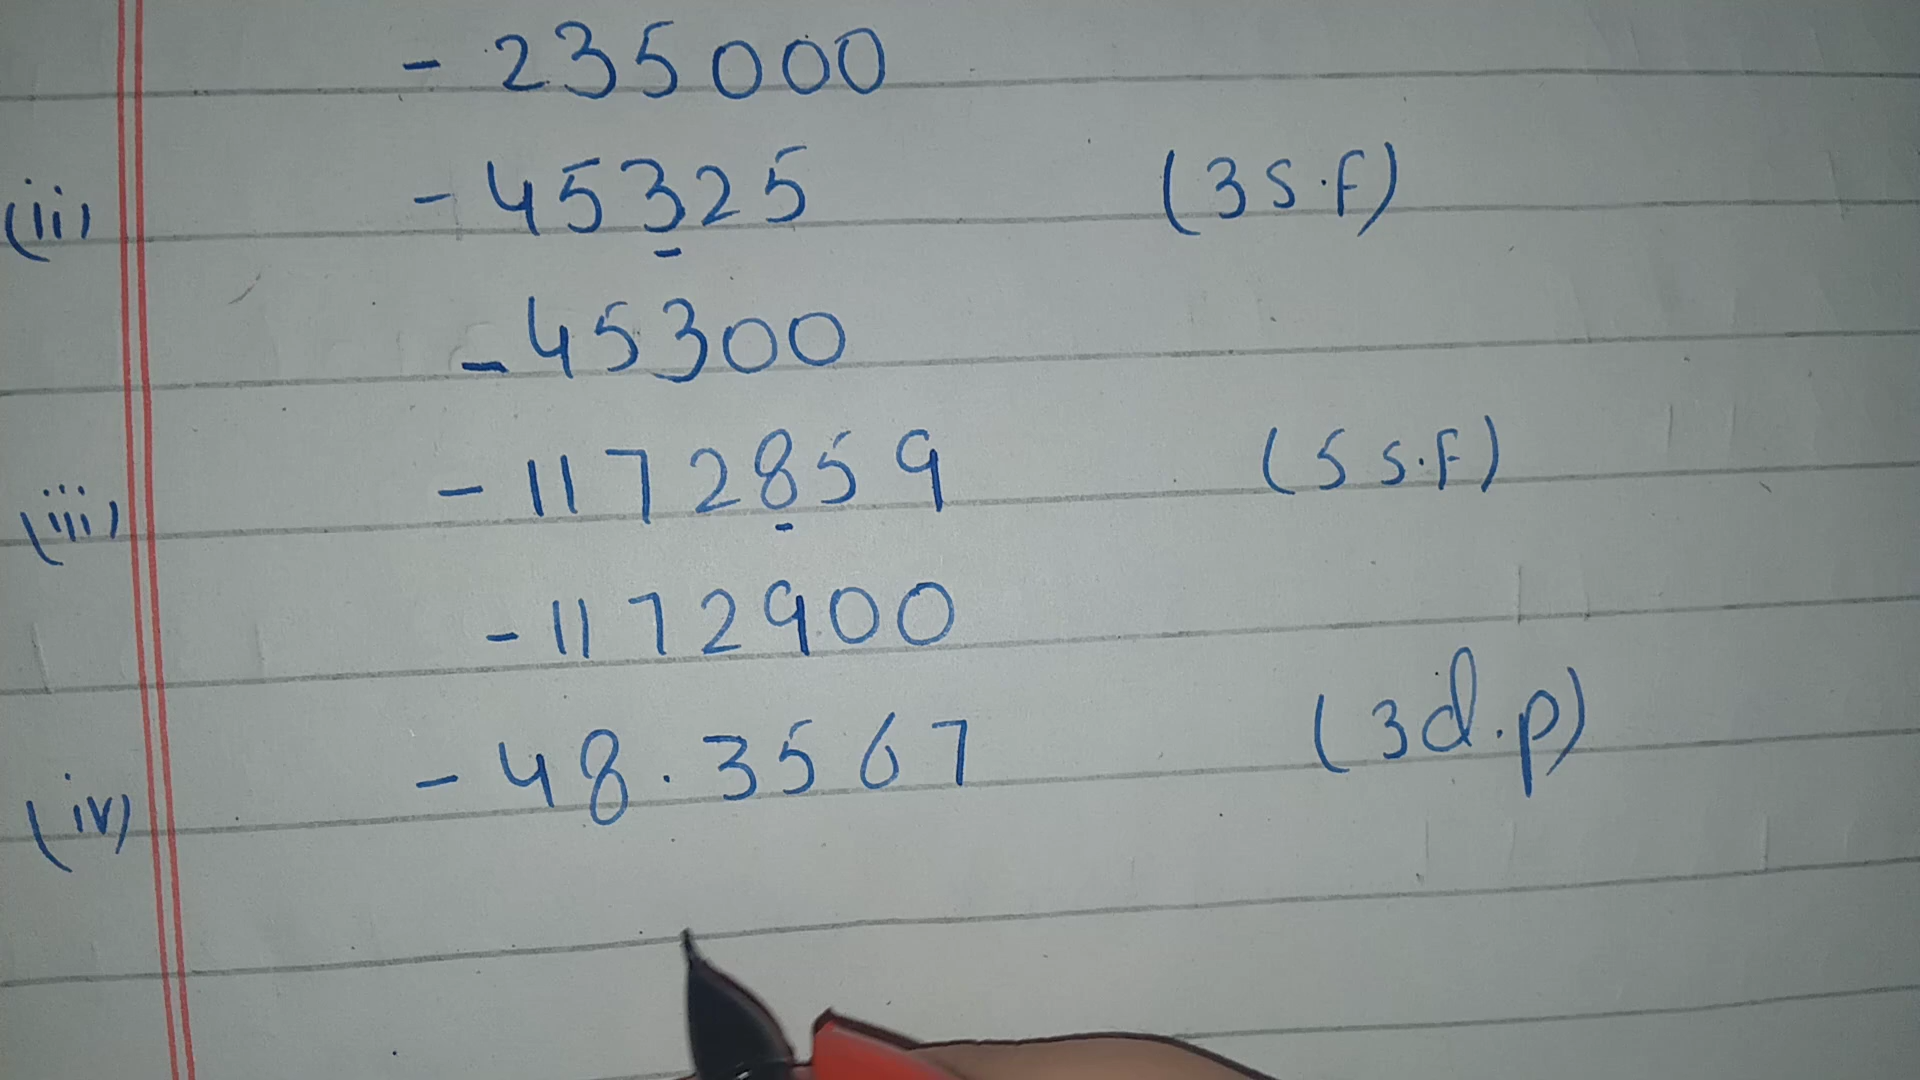 - 235000
(ii) - 45325 (3 s.f)
- 45300
(iii) - 1172859 (5 s.f)
- 1172900
(iv) - 48.3567 (3 d.p)